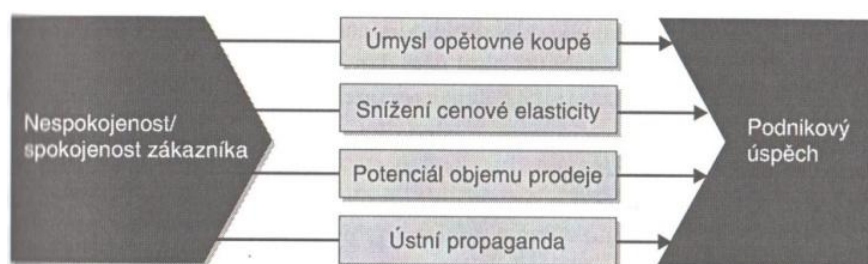 Nespokojenost/
spokojenost zákazníka
Úmysl opětovné koupě
Snížení cenové elasticity
Potenciál objemu prodeje
Ústní propaganda
Podnikový
úspěch